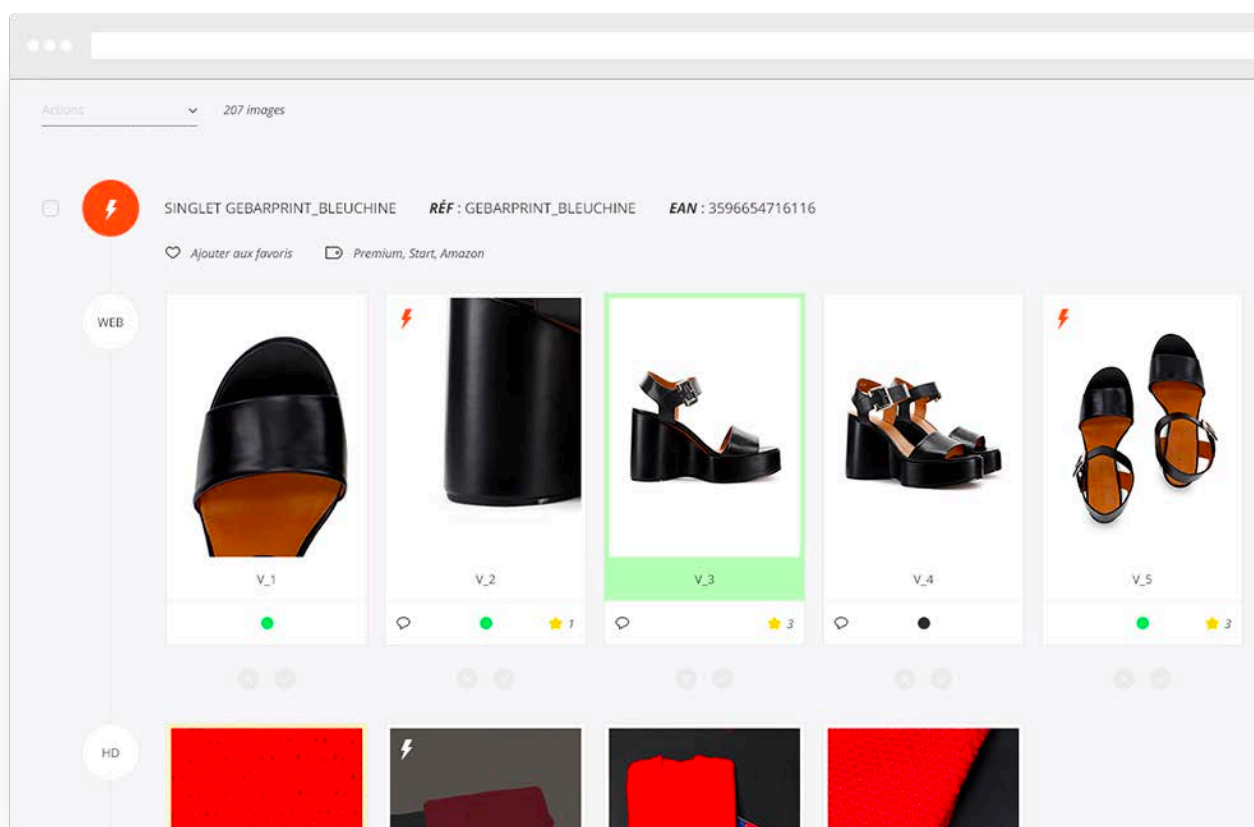 Actions 207 images
SINGLET GEBARPRINT_BLEUCHINE RÉF : GEBARPRINT_BLEUCHINE EAN : 3596654716116
Ajouter aux favoris Premium, Start, Amazon
WEB
V_1 V_2 V_3 V_4 V_5
1 3 3
HD